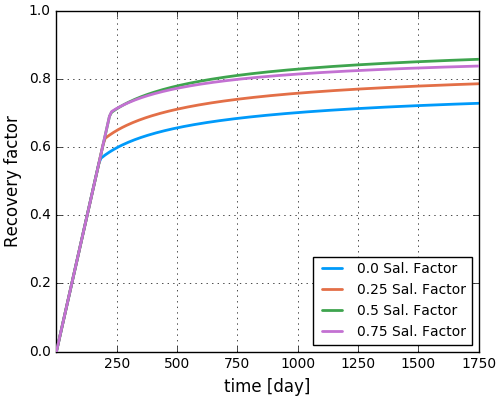 1.0
0.8
0.6
0.4
0.2
0.0
Recovery factor
0.0 Sal. Factor
0.25 Sal. Factor
0.5 Sal. Factor
0.75 Sal. Factor
250 500 750 1000 1250 1500 1750
time [day]